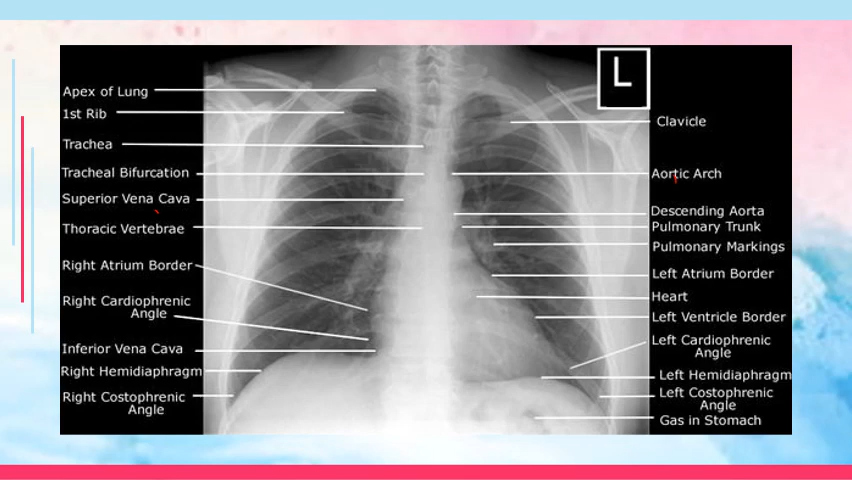 L
Apex of Lung
1st Rib
Trachea
Tracheal Bifurcation
Superior Vena Cava
Thoracic Vertebrae
Right Atrium Border
Right Cardiophrenic
Angle
Inferior Vena Cava
Right Hemidiaphragm
Right Costophrenic
Angle
Clavicle
Aortic Arch
Descending Aorta
Pulmonary Trunk
Pulmonary Markings
Left Atrium Border
Heart
Left Ventricle Border
Left Cardiophrenic
Angle
Left Hemidiaphragm
Left Costophrenic
Angle
Gas in Stomach